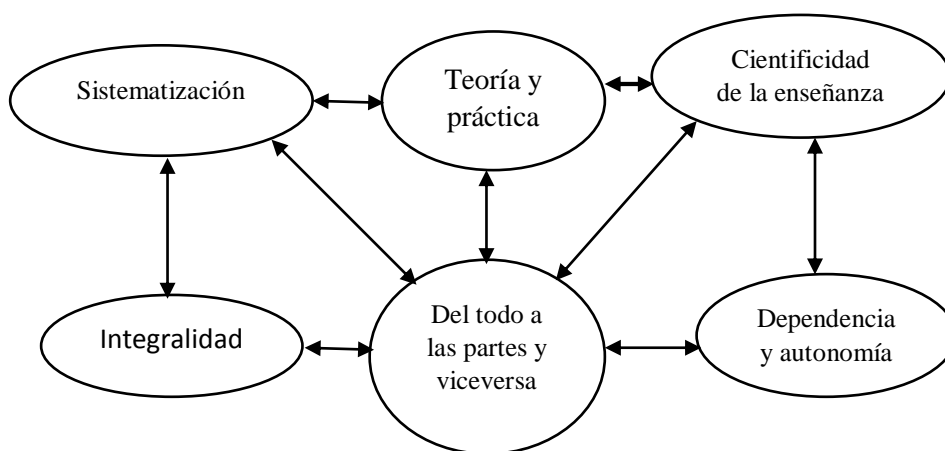 Sistematización
Teoría y
práctica
Cientificidad
de la enseñanza
Integralidad
Del todo a
las partes y
viceversa
Dependencia
y autonomía